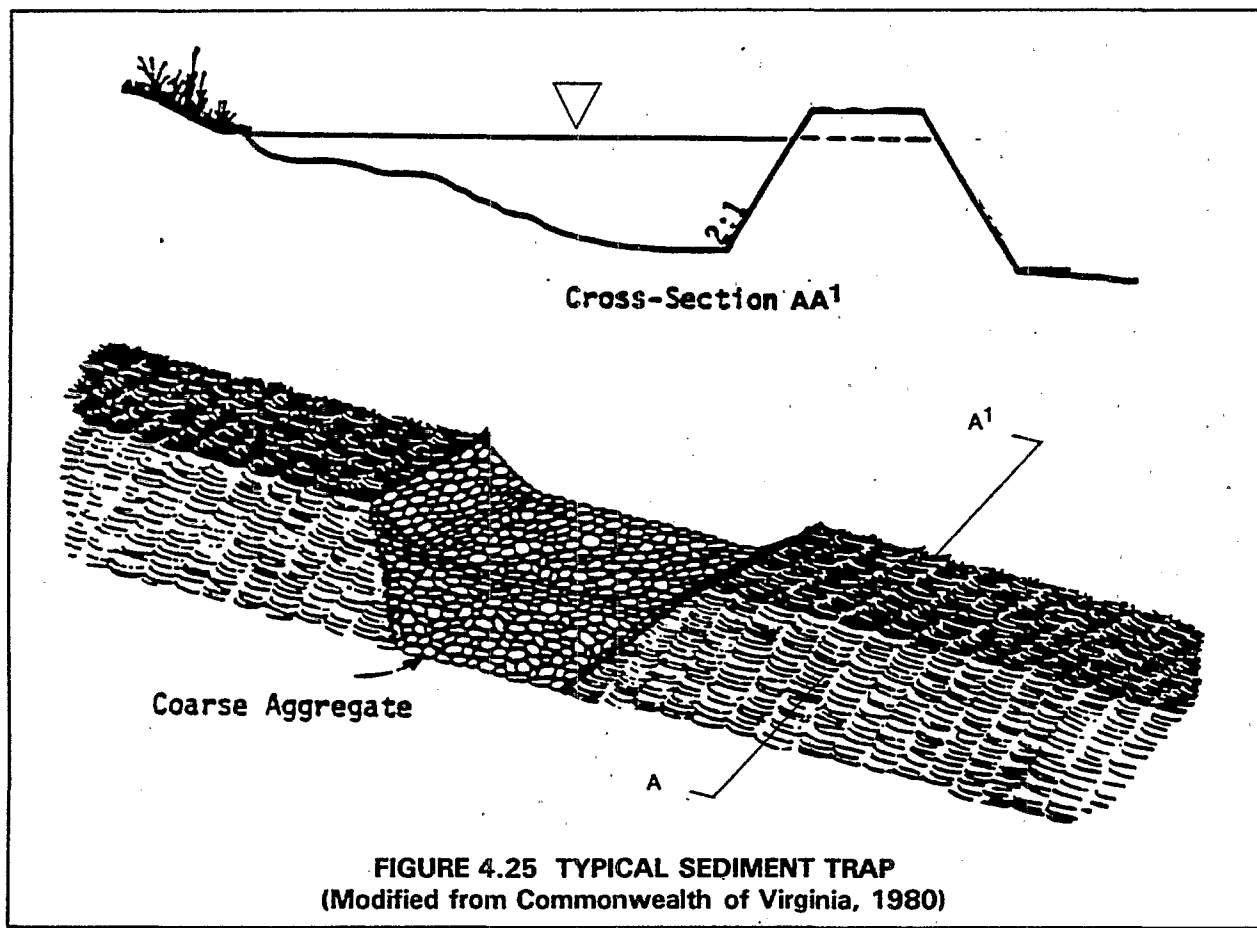 2:1
Cross-Section AA¹
A¹
Coarse Aggregate
A
FIGURE 4.25 TYPICAL SEDIMENT TRAP
(Modified from Commonwealth of Virginia, 1980)